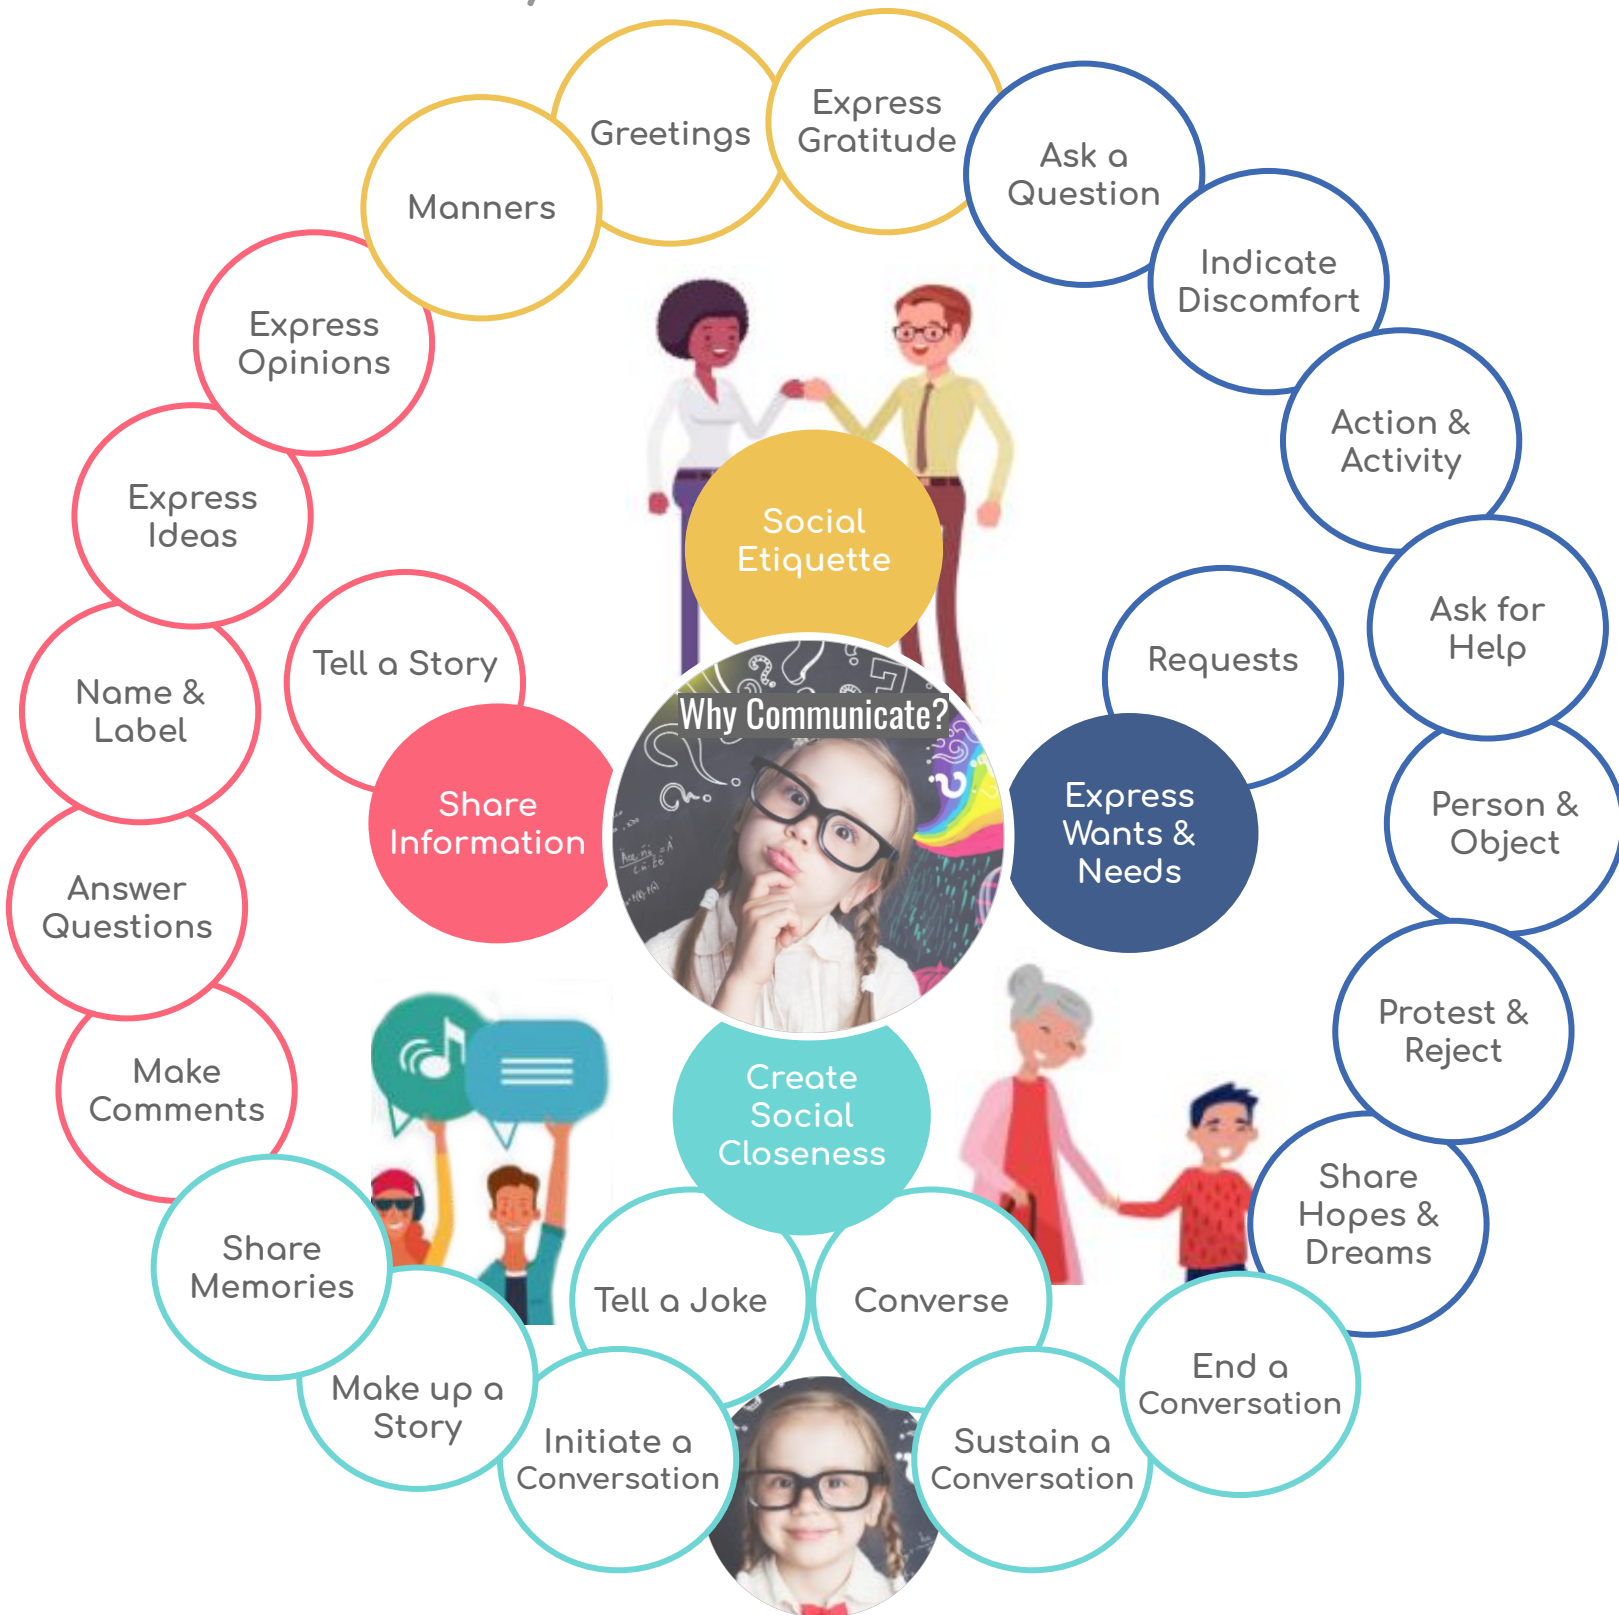 Greetings
Express
Gratitude
Manners
Ask a
Question
Indicate
Discomfort
Express
Opinions
Action &
Activity
Express
Ideas
Social
Etiquette
Ask for
Help
Tell a Story
Requests
Name &
Label
Why Communicate?
Share
Information
Express
Wants &
Needs
Person &
Object
Answer
Questions
Protest &
Reject
Make
Comments
Create
Social
Closeness
Share
Hopes &
Dreams
Share
Memories
Tell a Joke
Converse
Make up a
Story
End a
Conversation
Initiate a
Conversation
Sustain a
Conversation